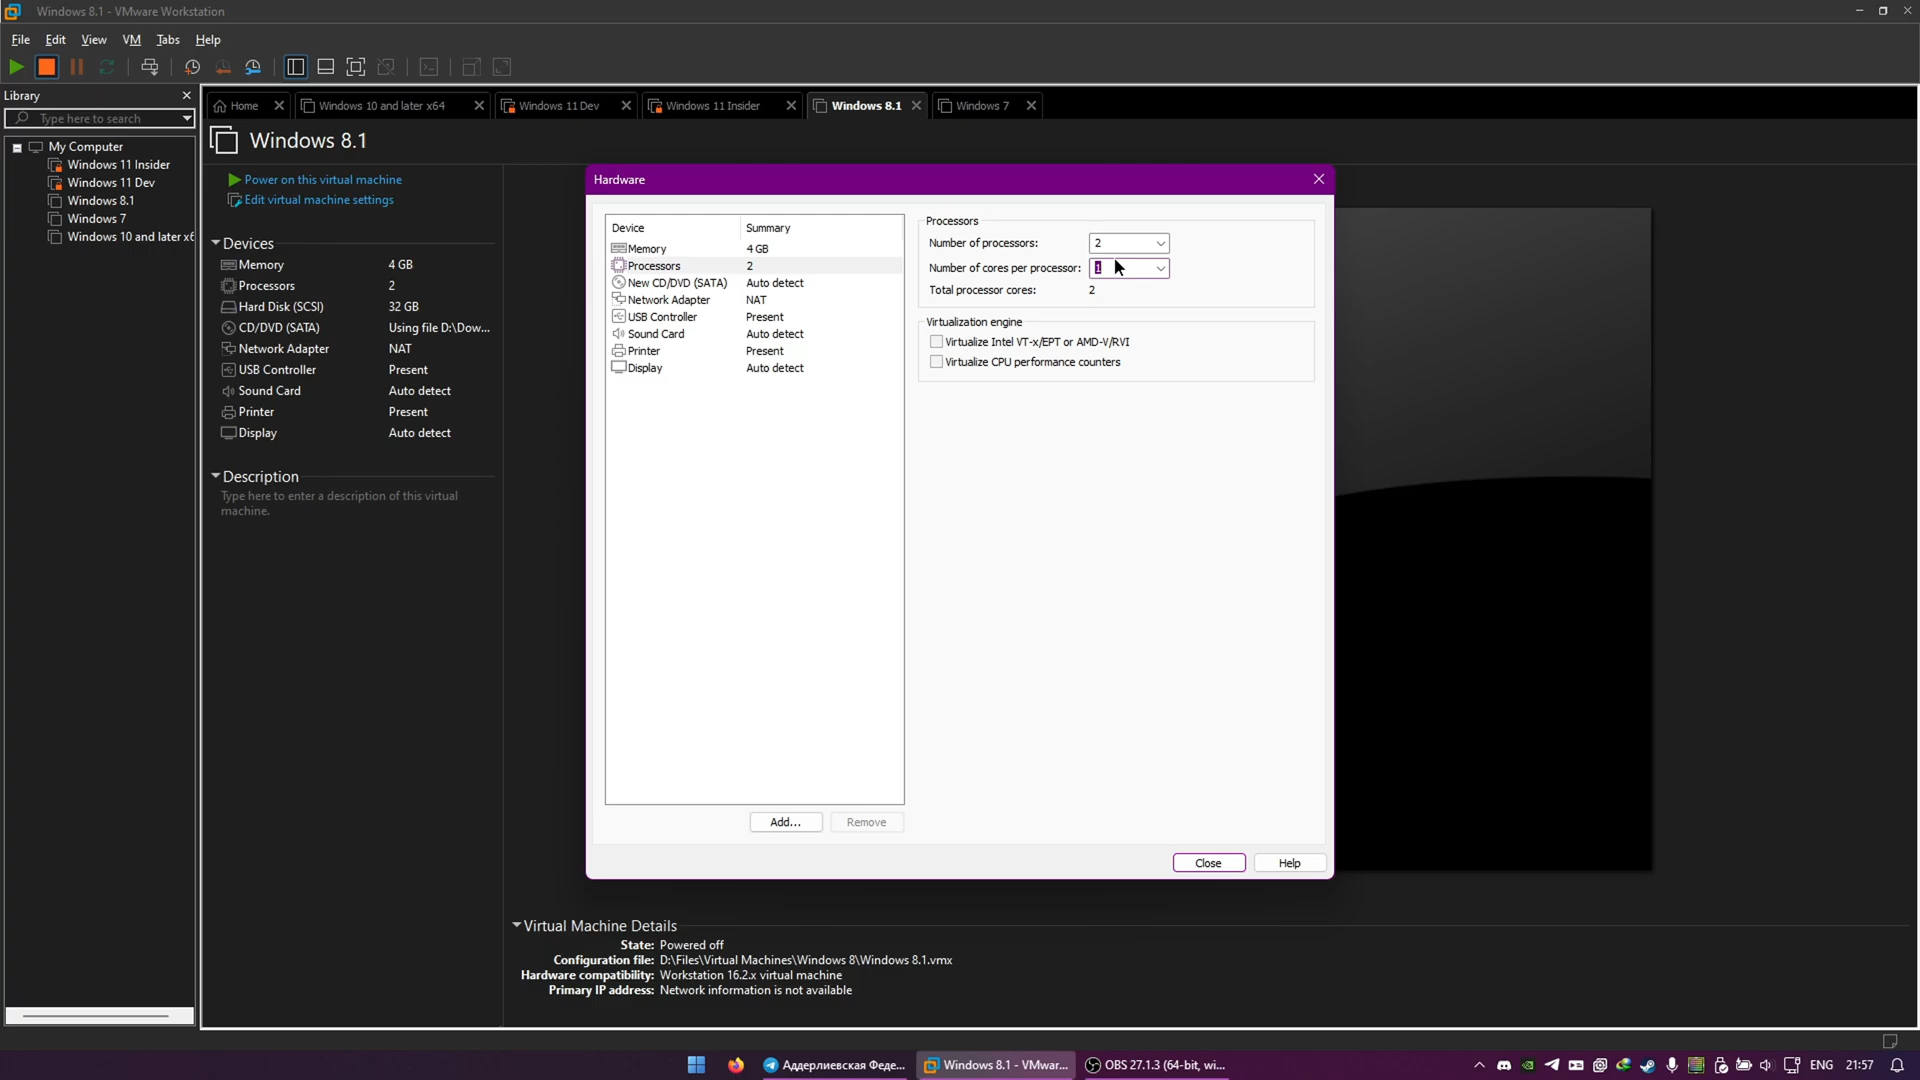 Windows 8.1 - VMware Workstation
File Edit View VM Tabs Help
Library
Type here to search
My Computer
Windows 11 Insider
Windows 11 Dev
Windows 8.1
Windows 7
Windows 10 and later x6
Home
Windows 10 and later x64
Windows 11 Dev
Windows 11 Insider
Windows 8.1
Windows 7
Windows 8.1
Power on this virtual machine
Edit virtual machine settings
Devices
Memory 4 GB
Processors 2
Hard Disk (SCSI) 32 GB
CD/DVD (SATA) Using file D:\Dow...
Network Adapter NAT
USB Controller Present
Sound Card Auto detect
Printer Present
Display Auto detect
Description
Type here to enter a description of this virtual
machine.
Hardware
Device Summary
Memory 4 GB
Processors 2
New CD/DVD (SATA) Auto detect
Network Adapter NAT
USB Controller Present
Sound Card Auto detect
Printer Present
Display Auto detect
Add... Remove
Processors
Number of processors: 2
Number of cores per processor: 1
Total processor cores: 2
Virtualization engine
Virtualize Intel VT-x/EPT or AMD-V/RVI
Virtualize CPU performance counters
Close Help
Virtual Machine Details
State: Powered off
Configuration file: D:\Files\Virtual Machines\Windows 8\Windows 8.1.vmx
Hardware compatibility: Workstation 16.2.x virtual machine
Primary IP address: Network information is not available
Аддерлиевская Феде...
Windows 8.1 - VMwar...
OBS 27.1.3 (64-bit, wi...
ENG 21:57